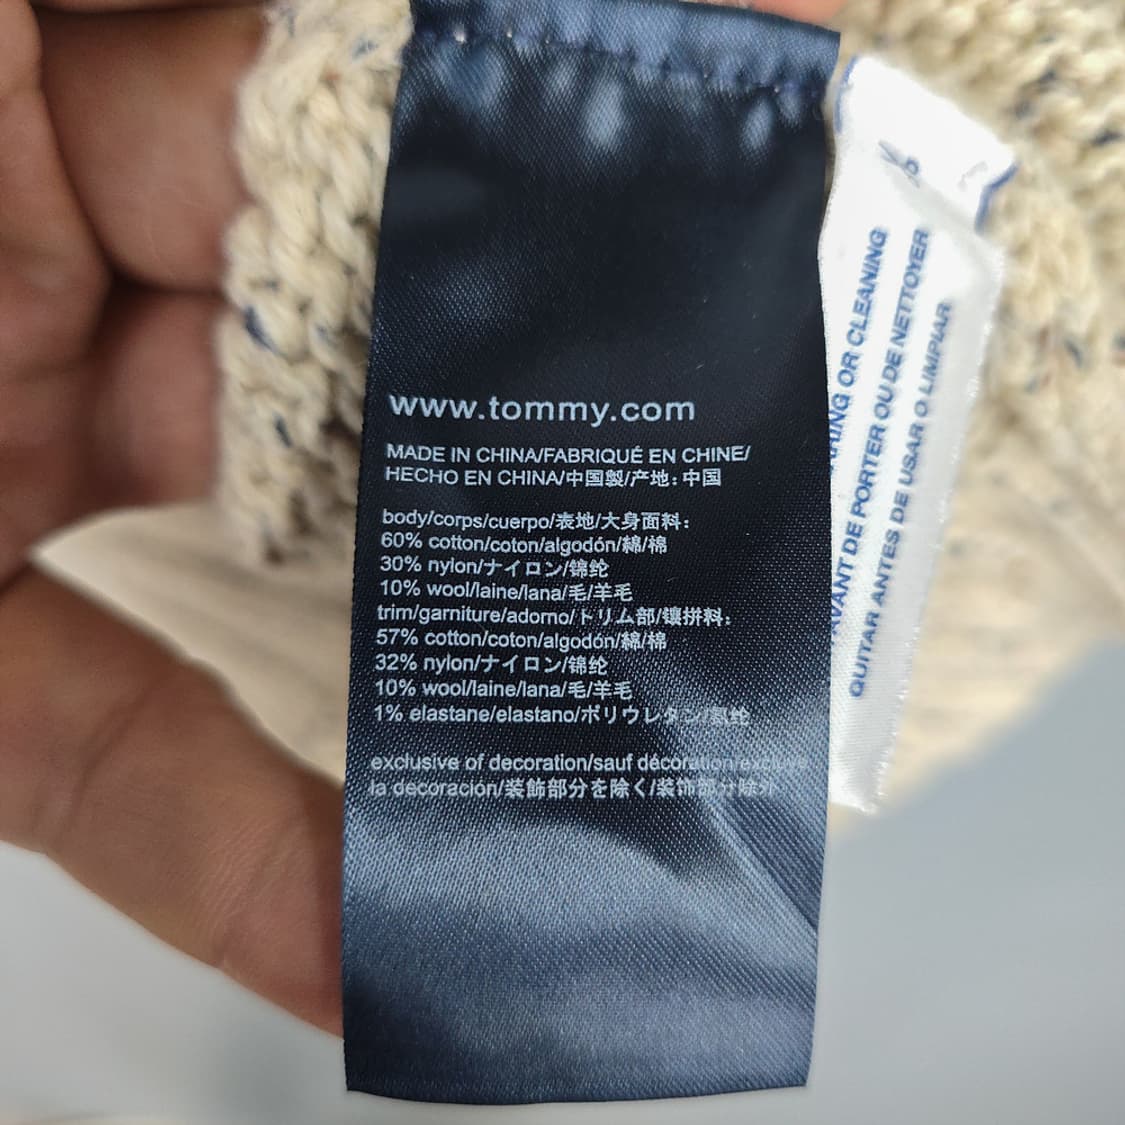 www.tommy.com
MADE IN CHINA/FABRIQUÉ EN CHINE/
HECHO EN CHINA/中国製/产地: 中国
body/corps/cuerpo/表地/大身面料:
60% cotton/coton/algodón/綿/棉
30% nylon/ナイロン/锦纶
10% wool/laine/lana/毛/羊毛
trim/garniture/adorno/トリム部/镶拼料:
57% cotton/coton/algodón/綿/棉
32% nylon/ナイロン/锦纶
10% wool/laine/lana/毛/羊毛
1% elastane/elastano/ポリウレタン/氨纶
exclusive of decoration/sauf décoration/excluye
la decoración/装飾部分を除く/装饰部分除外
OR CLEANING
AVANT DE PORTER OU DE NETTOYER
QUITAR ANTES DE USAR O LIMPIAR